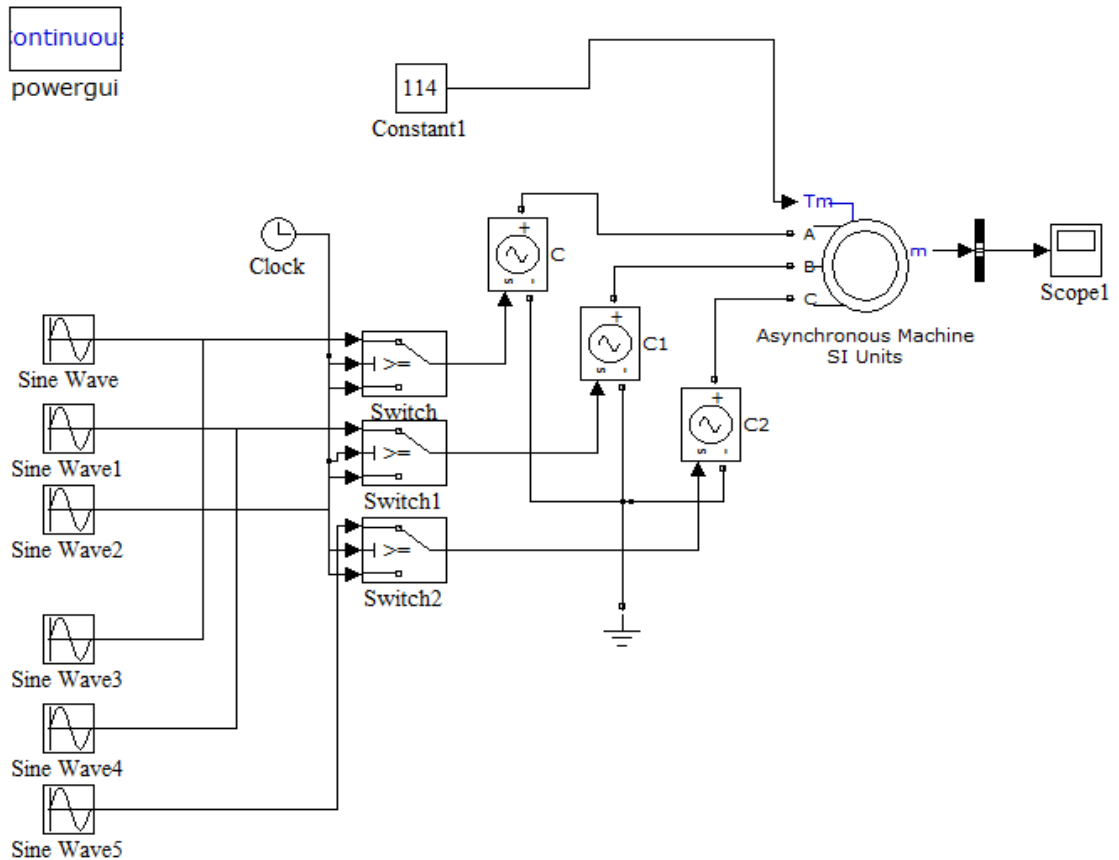 ontinuous
powergui
114
Constant1
Clock
Tm
A
B
C
m
Scope1
Asynchronous Machine
SI Units
+
C
s
-
+
C1
s
-
+
C2
s
-
Sine Wave
>=
Switch
Sine Wave1
>=
Switch1
Sine Wave2
>=
Switch2
Sine Wave3
Sine Wave4
Sine Wave5